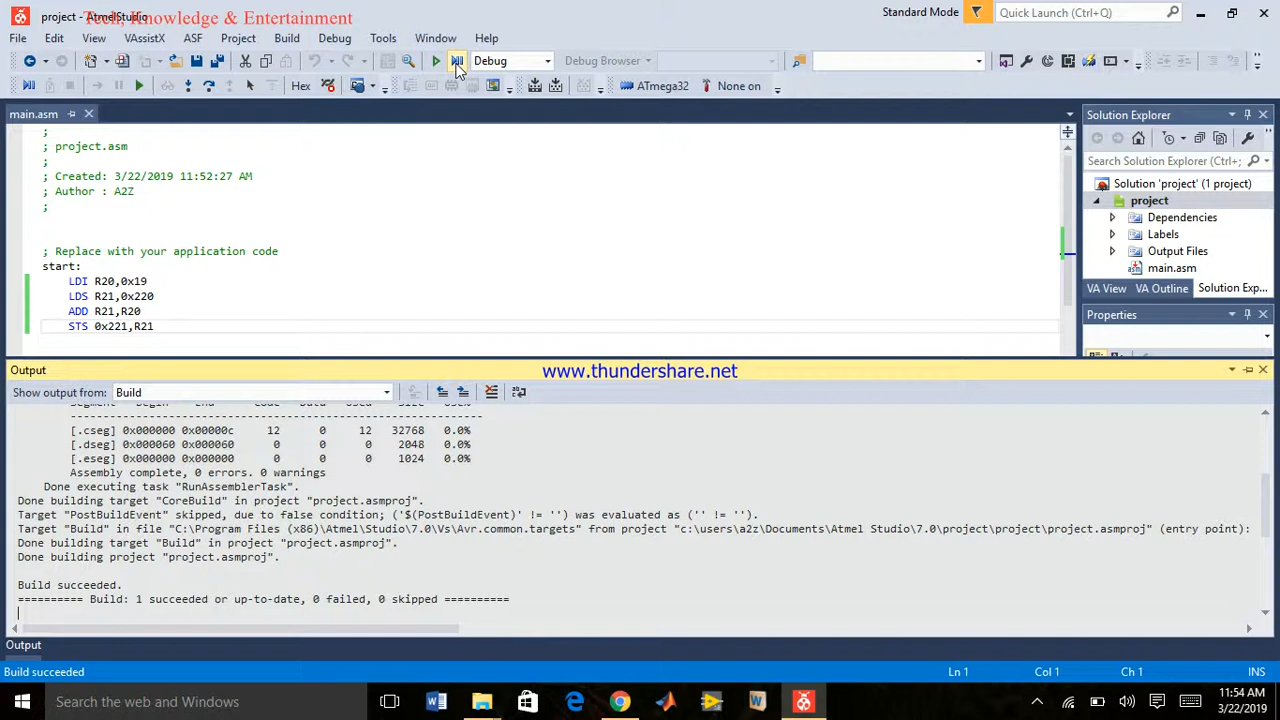 project - AtmelStudio
Tech, Knowledge & Entertainment
Standard Mode
Quick Launch (Ctrl+Q)
File Edit View VAssistX ASF Project Build Debug Tools Window Help
Debug
Debug Browser
Hex
ATmega32
None on
main.asm
;
; project.asm
;
; Created: 3/22/2019 11:52:27 AM
; Author : A2Z
;
; Replace with your application code
start:
LDI R20,0x19
LDS R21,0x220
ADD R21,R20
STS 0x221,R21
Solution Explorer
Search Solution Explorer (Ctrl+;
Solution 'project' (1 project)
project
Dependencies
Labels
Output Files
main.asm
VA View VA Outline Solution Exp...
Properties
Output
www.thundershare.net
Show output from: Build
Segment Begin End Code Data Used Size Use%
---------------------------------------------------------------
[.cseg] 0x000000 0x00000c 12 0 12 32768 0.0%
[.dseg] 0x000060 0x000060 0 0 0 2048 0.0%
[.eseg] 0x000000 0x000000 0 0 0 1024 0.0%
Assembly complete, 0 errors. 0 warnings
Done executing task "RunAssemblerTask".
Done building target "CoreBuild" in project "project.asmproj".
Target "PostBuildEvent" skipped, due to false condition; ('$(PostBuildEvent)' != '') was evaluated as ('' != '').
Target "Build" in file "C:\Program Files (x86)\Atmel\Studio\7.0\Vs\Avr.common.targets" from project "c:\users\a2z\Documents\Atmel Studio\7.0\project\project\project.asmproj" (entry point):
Done building target "Build" in project "project.asmproj".
Done building project "project.asmproj".
Build succeeded.
========== Build: 1 succeeded or up-to-date, 0 failed, 0 skipped ==========
Output
Build succeeded
Ln 1
Col 1
Ch 1
INS
Search the web and Windows
11:54 AM
3/22/2019